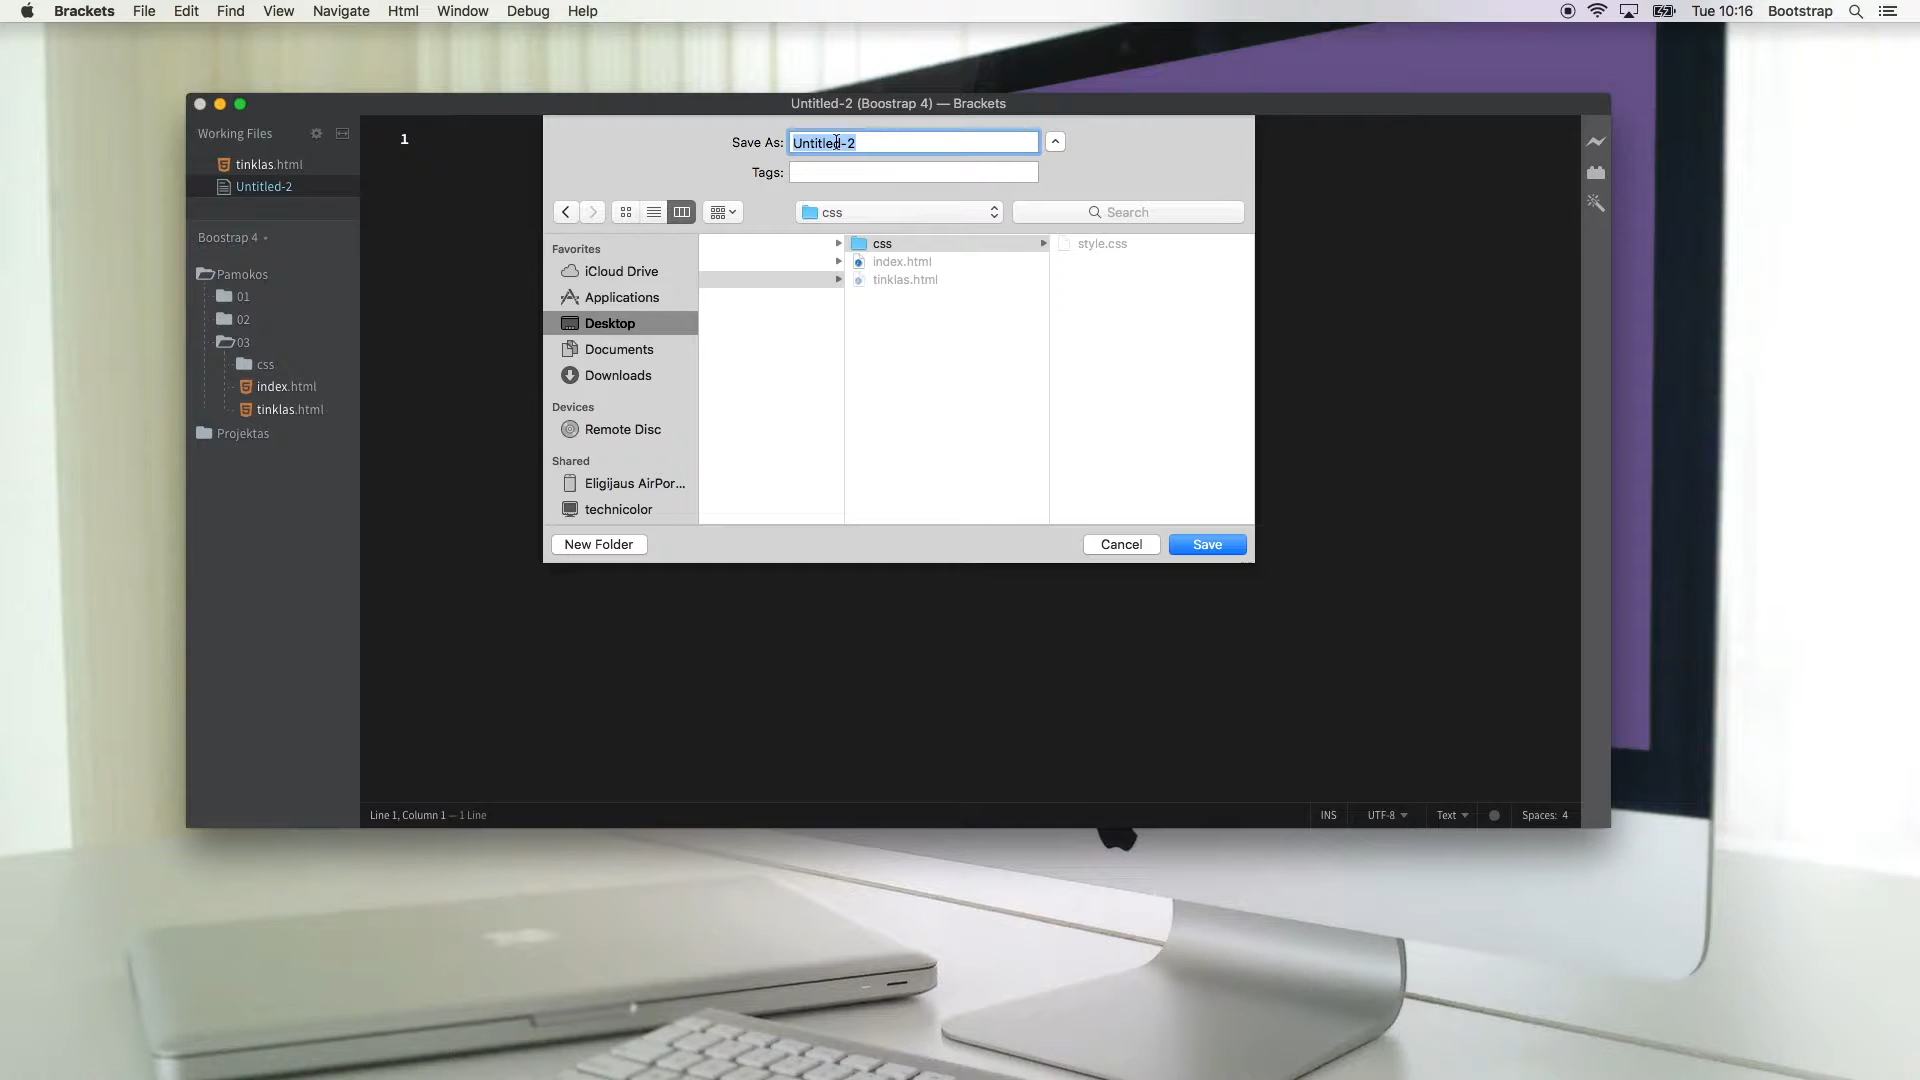 Brackets File Edit Find View Navigate Html Window Debug Help Tue 10:16 Bootstrap
Untitled-2 (Boostrap 4) — Brackets
Working Files
tinklas.html
Untitled-2
Boostrap 4
Pamokos
01
02
03
css
index.html
tinklas.html
Projektas
1
Save As: Untitled-2
Tags:
css
Search
Favorites
iCloud Drive
Applications
Desktop
Documents
Downloads
Devices
Remote Disc
Shared
Eligijaus AirPor...
technicolor
css
index.html
tinklas.html
style.css
New Folder
Cancel
Save
Line 1, Column 1 — 1 Line
INS
UTF-8
Text
Spaces: 4